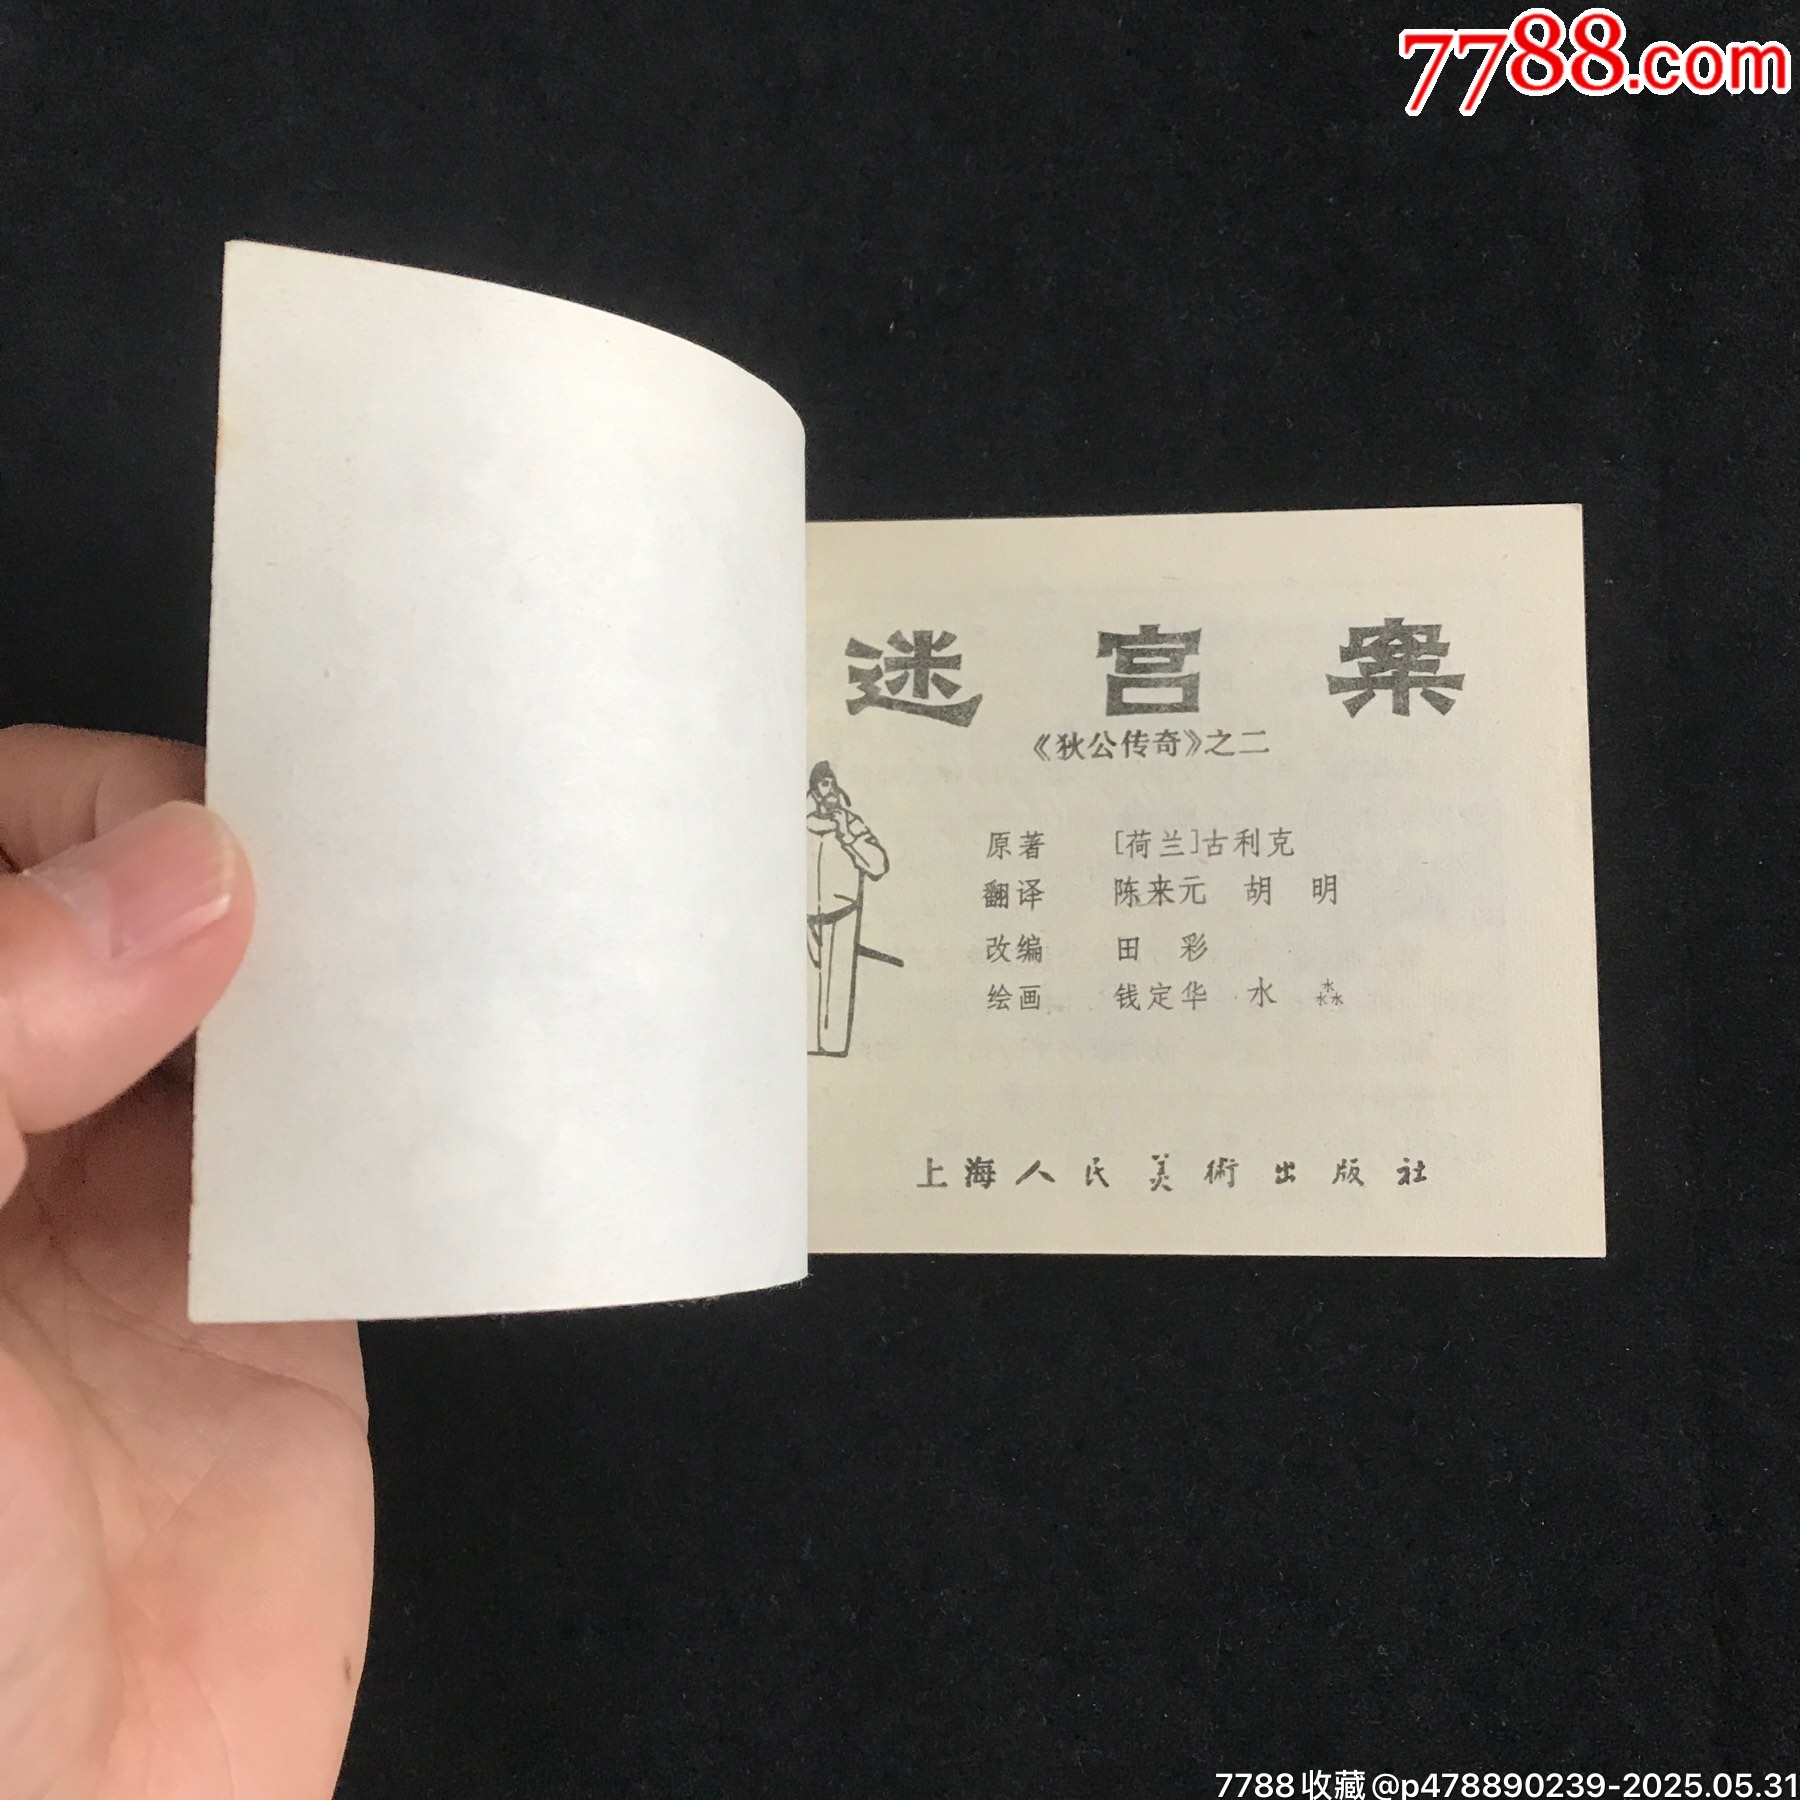 7788.com
迷宫案
《狄公传奇》之二
原著 [荷兰]古利克
翻译 陈来元 胡 明
改编 田 彩
绘画 钱定华 水 淼
上海人民美術出版社
7788收藏@p478890239-2025.05.31